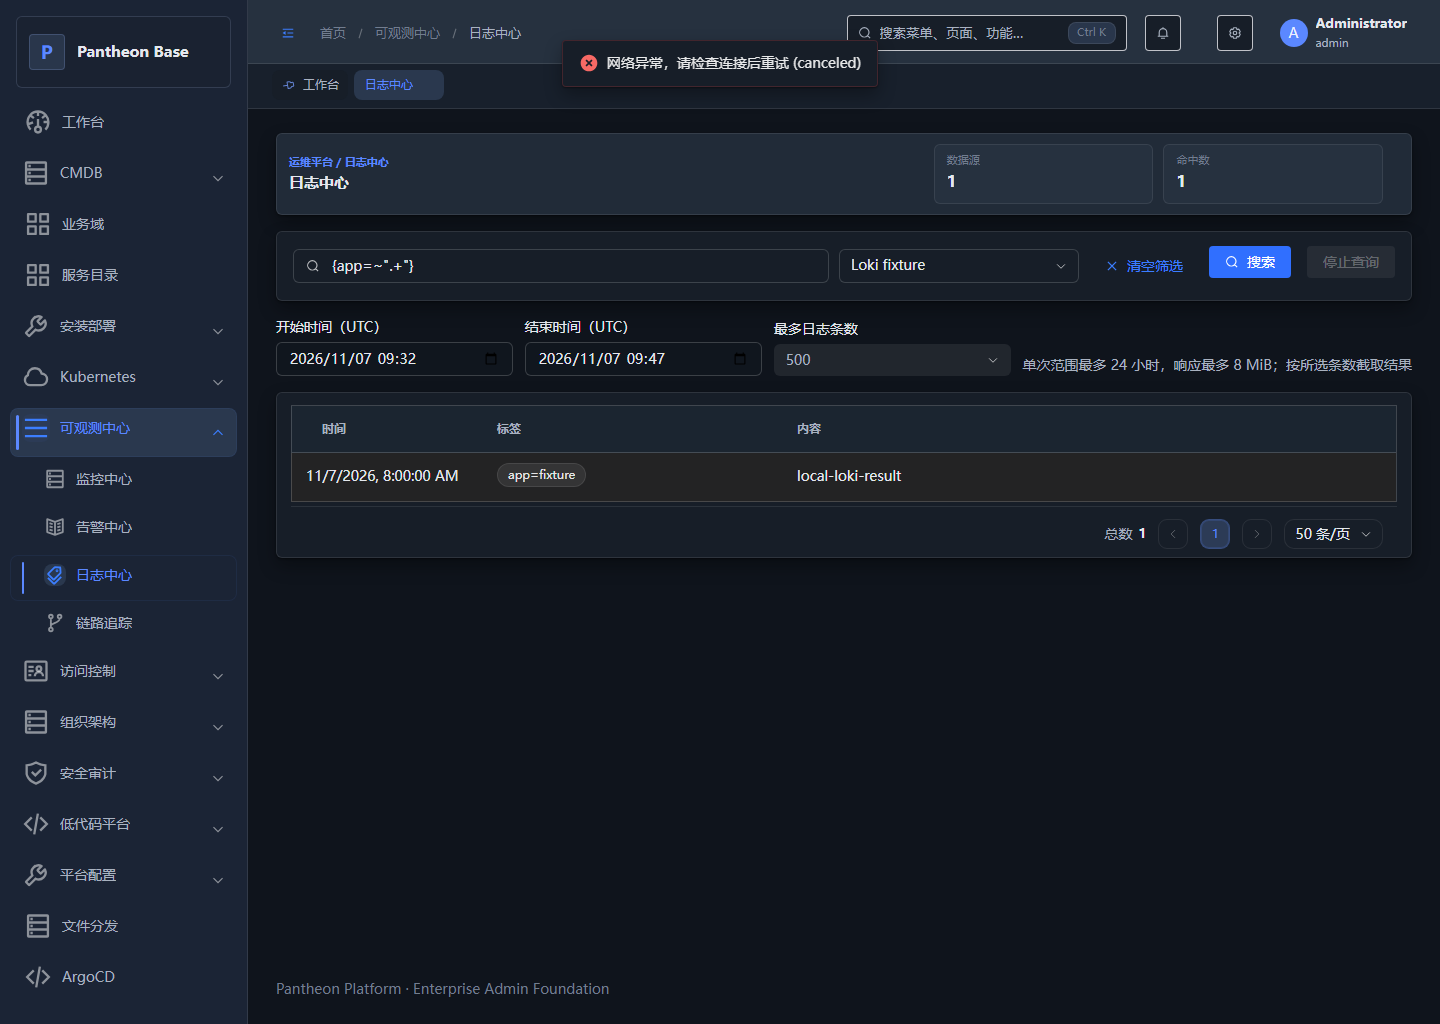 P
Pantheon Base
工作台
CMDB
业务域
服务目录
安装部署
Kubernetes
可观测中心
监控中心
告警中心
日志中心
链路追踪
访问控制
组织架构
安全审计
低代码平台
平台配置
文件分发
ArgoCD
首页 / 可观测中心 / 日志中心
搜索菜单、页面、功能... Ctrl K
A
Administrator
admin
网络异常，请检查连接后重试 (canceled)
工作台
日志中心
运维平台 / 日志中心
日志中心
数据源
1
命中数
1
{app=~".+"}
Loki fixture
清空筛选
搜索
停止查询
开始时间（UTC）
2026/11/07 09:32
结束时间（UTC）
2026/11/07 09:47
最多日志条数
500
单次范围最多 24 小时，响应最多 8 MiB；按所选条数截取结果
时间 标签 内容
11/7/2026, 8:00:00 AM app=fixture local-loki-result
总数 1 1 50 条/页
Pantheon Platform · Enterprise Admin Foundation